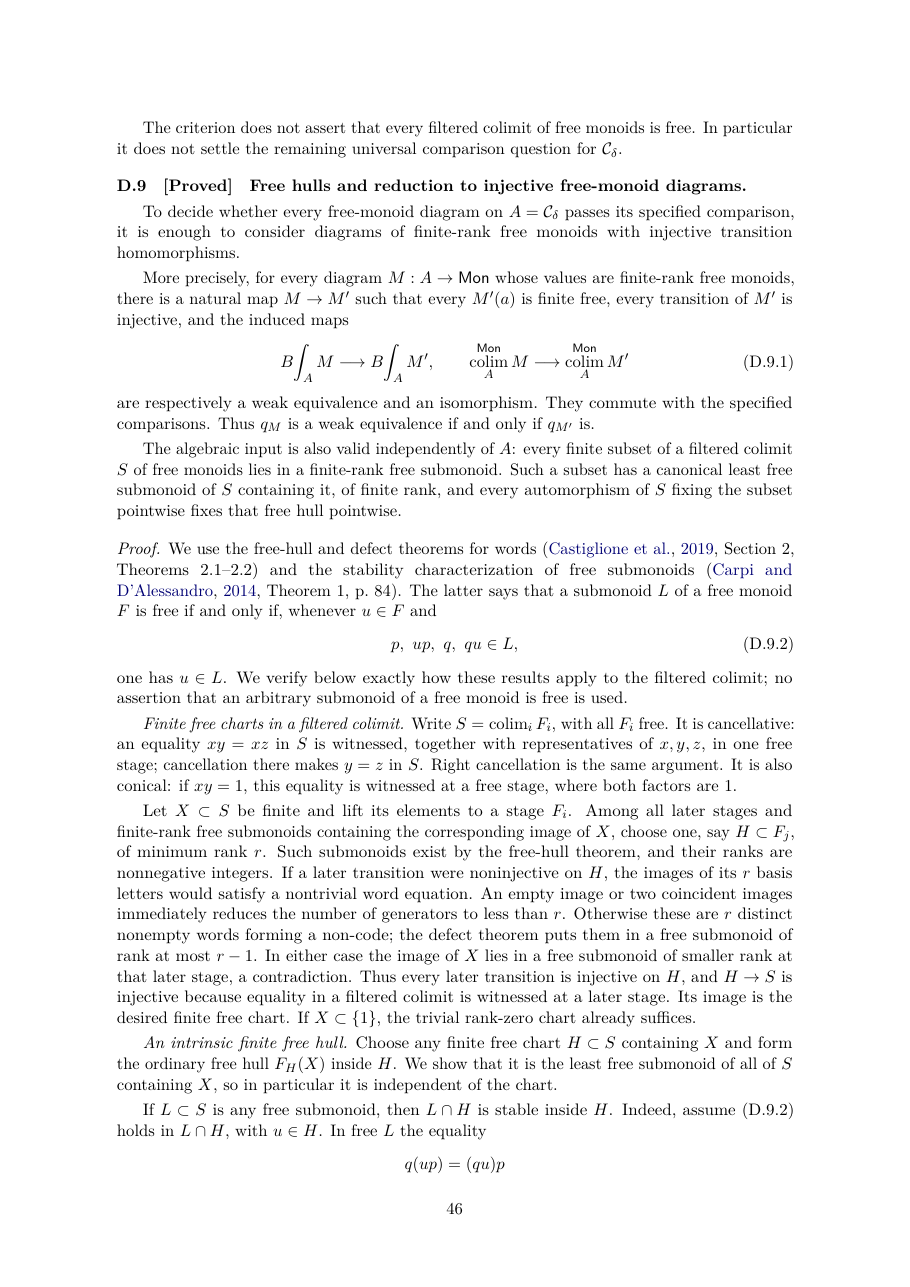 The criterion does not assert that every filtered colimit of free monoids is free. In particular
it does not settle the remaining universal comparison question for 𝒞δ.
D.9 [Proved] Free hulls and reduction to injective free-monoid diagrams.
To decide whether every free-monoid diagram on A = 𝒞δ passes its specified comparison,
it is enough to consider diagrams of finite-rank free monoids with injective transition
homomorphisms.
More precisely, for every diagram M : A → Mon whose values are finite-rank free monoids,
there is a natural map M → M′ such that every M′(a) is finite free, every transition of M′ is
injective, and the induced maps
B∫_A M ⟶ B∫_A M′, colim_A^Mon M ⟶ colim_A^Mon M′ (D.9.1)
are respectively a weak equivalence and an isomorphism. They commute with the specified
comparisons. Thus q_M is a weak equivalence if and only if q_M′ is.
The algebraic input is also valid independently of A: every finite subset of a filtered colimit
S of free monoids lies in a finite-rank free submonoid. Such a subset has a canonical least free
submonoid of S containing it, of finite rank, and every automorphism of S fixing the subset
pointwise fixes that free hull pointwise.
Proof. We use the free-hull and defect theorems for words (Castiglione et al., 2019, Section 2,
Theorems 2.1–2.2) and the stability characterization of free submonoids (Carpi and
D’Alessandro, 2014, Theorem 1, p. 84). The latter says that a submonoid L of a free monoid
F is free if and only if, whenever u ∈ F and
p, up, q, qu ∈ L, (D.9.2)
one has u ∈ L. We verify below exactly how these results apply to the filtered colimit; no
assertion that an arbitrary submonoid of a free monoid is free is used.
Finite free charts in a filtered colimit. Write S = colim_i F_i, with all F_i free. It is cancellative:
an equality xy = xz in S is witnessed, together with representatives of x, y, z, in one free
stage; cancellation there makes y = z in S. Right cancellation is the same argument. It is also
conical: if xy = 1, this equality is witnessed at a free stage, where both factors are 1.
Let X ⊂ S be finite and lift its elements to a stage F_i. Among all later stages and
finite-rank free submonoids containing the corresponding image of X, choose one, say H ⊂ F_j,
of minimum rank r. Such submonoids exist by the free-hull theorem, and their ranks are
nonnegative integers. If a later transition were noninjective on H, the images of its r basis
letters would satisfy a nontrivial word equation. An empty image or two coincident images
immediately reduces the number of generators to less than r. Otherwise these are r distinct
nonempty words forming a non-code; the defect theorem puts them in a free submonoid of
rank at most r − 1. In either case the image of X lies in a free submonoid of smaller rank at
that later stage, a contradiction. Thus every later transition is injective on H, and H → S is
injective because equality in a filtered colimit is witnessed at a later stage. Its image is the
desired finite free chart. If X ⊂ {1}, the trivial rank-zero chart already suffices.
An intrinsic finite free hull. Choose any finite free chart H ⊂ S containing X and form
the ordinary free hull F_H(X) inside H. We show that it is the least free submonoid of all of S
containing X, so in particular it is independent of the chart.
If L ⊂ S is any free submonoid, then L ∩ H is stable inside H. Indeed, assume (D.9.2)
holds in L ∩ H, with u ∈ H. In free L the equality
q(up) = (qu)p
46